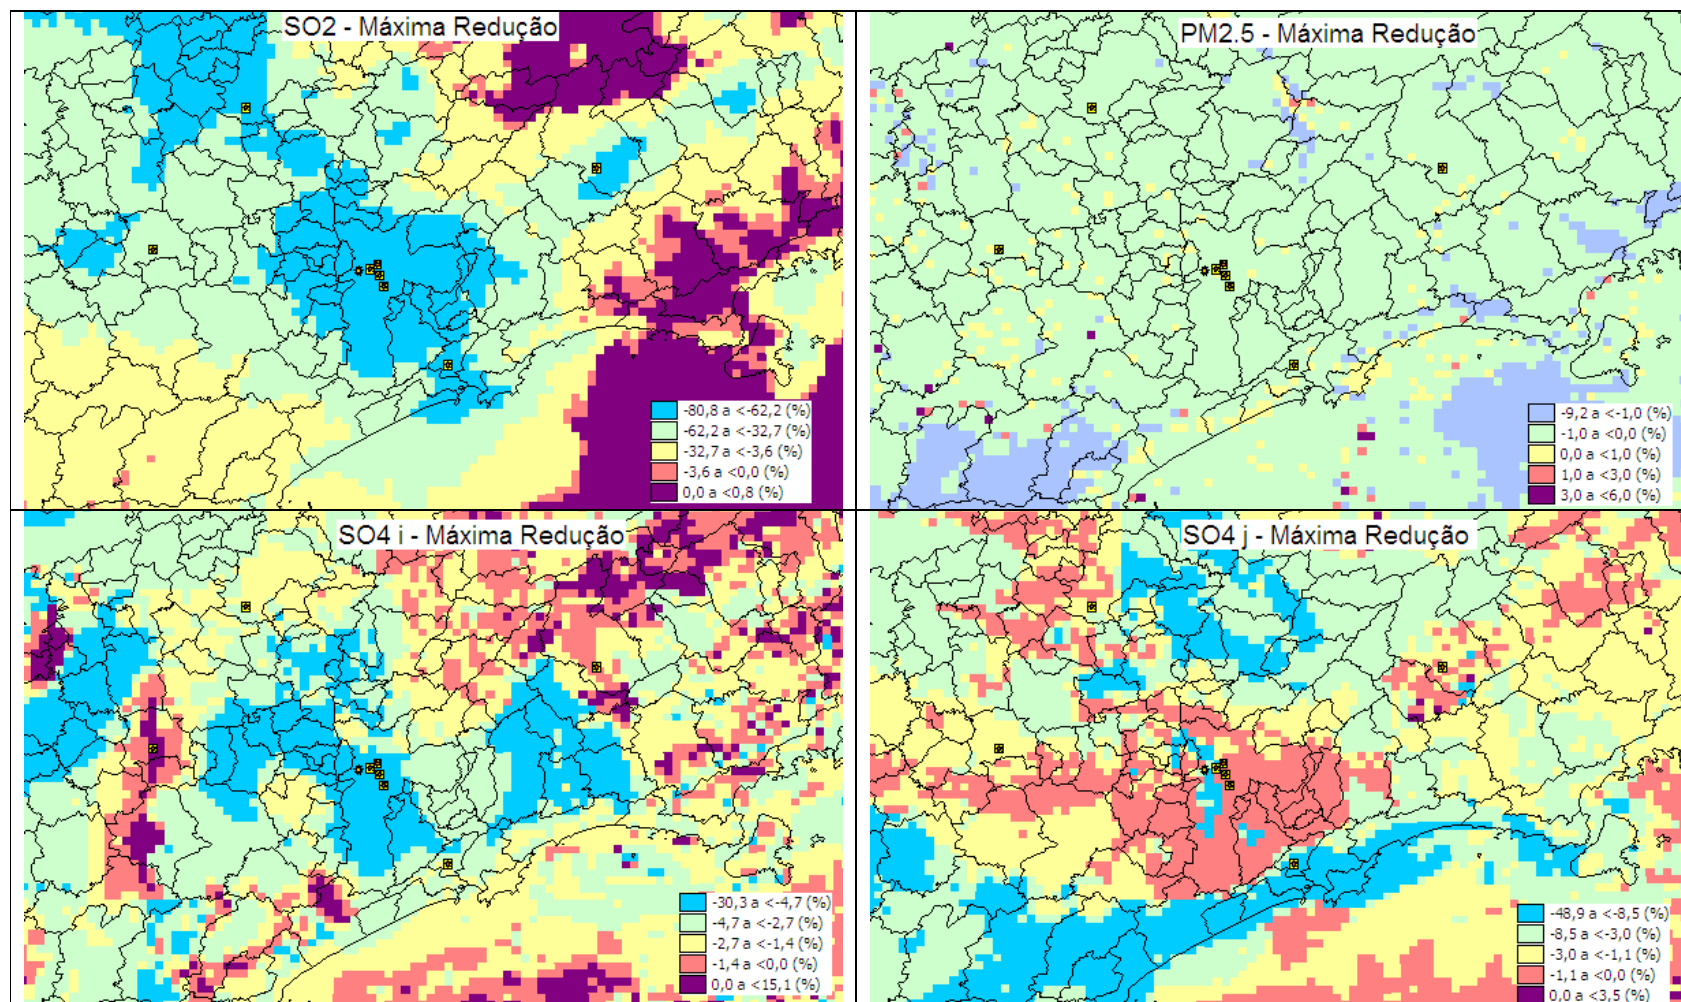 SO2 - Máxima Redução
-80,8 a <-62,2 (%)
-62,2 a <-32,7 (%)
-32,7 a <-3,6 (%)
-3,6 a <0,0 (%)
0,0 a <0,8 (%)
PM2.5 - Máxima Redução
-9,2 a <-1,0 (%)
-1,0 a <0,0 (%)
0,0 a <1,0 (%)
1,0 a <3,0 (%)
3,0 a <6,0 (%)
SO4 i - Máxima Redução
-30,3 a <-4,7 (%)
-4,7 a <-2,7 (%)
-2,7 a <-1,4 (%)
-1,4 a <0,0 (%)
0,0 a <15,1 (%)
SO4 j - Máxima Redução
-48,9 a <-8,5 (%)
-8,5 a <-3,0 (%)
-3,0 a <-1,1 (%)
-1,1 a <0,0 (%)
0,0 a <3,5 (%)